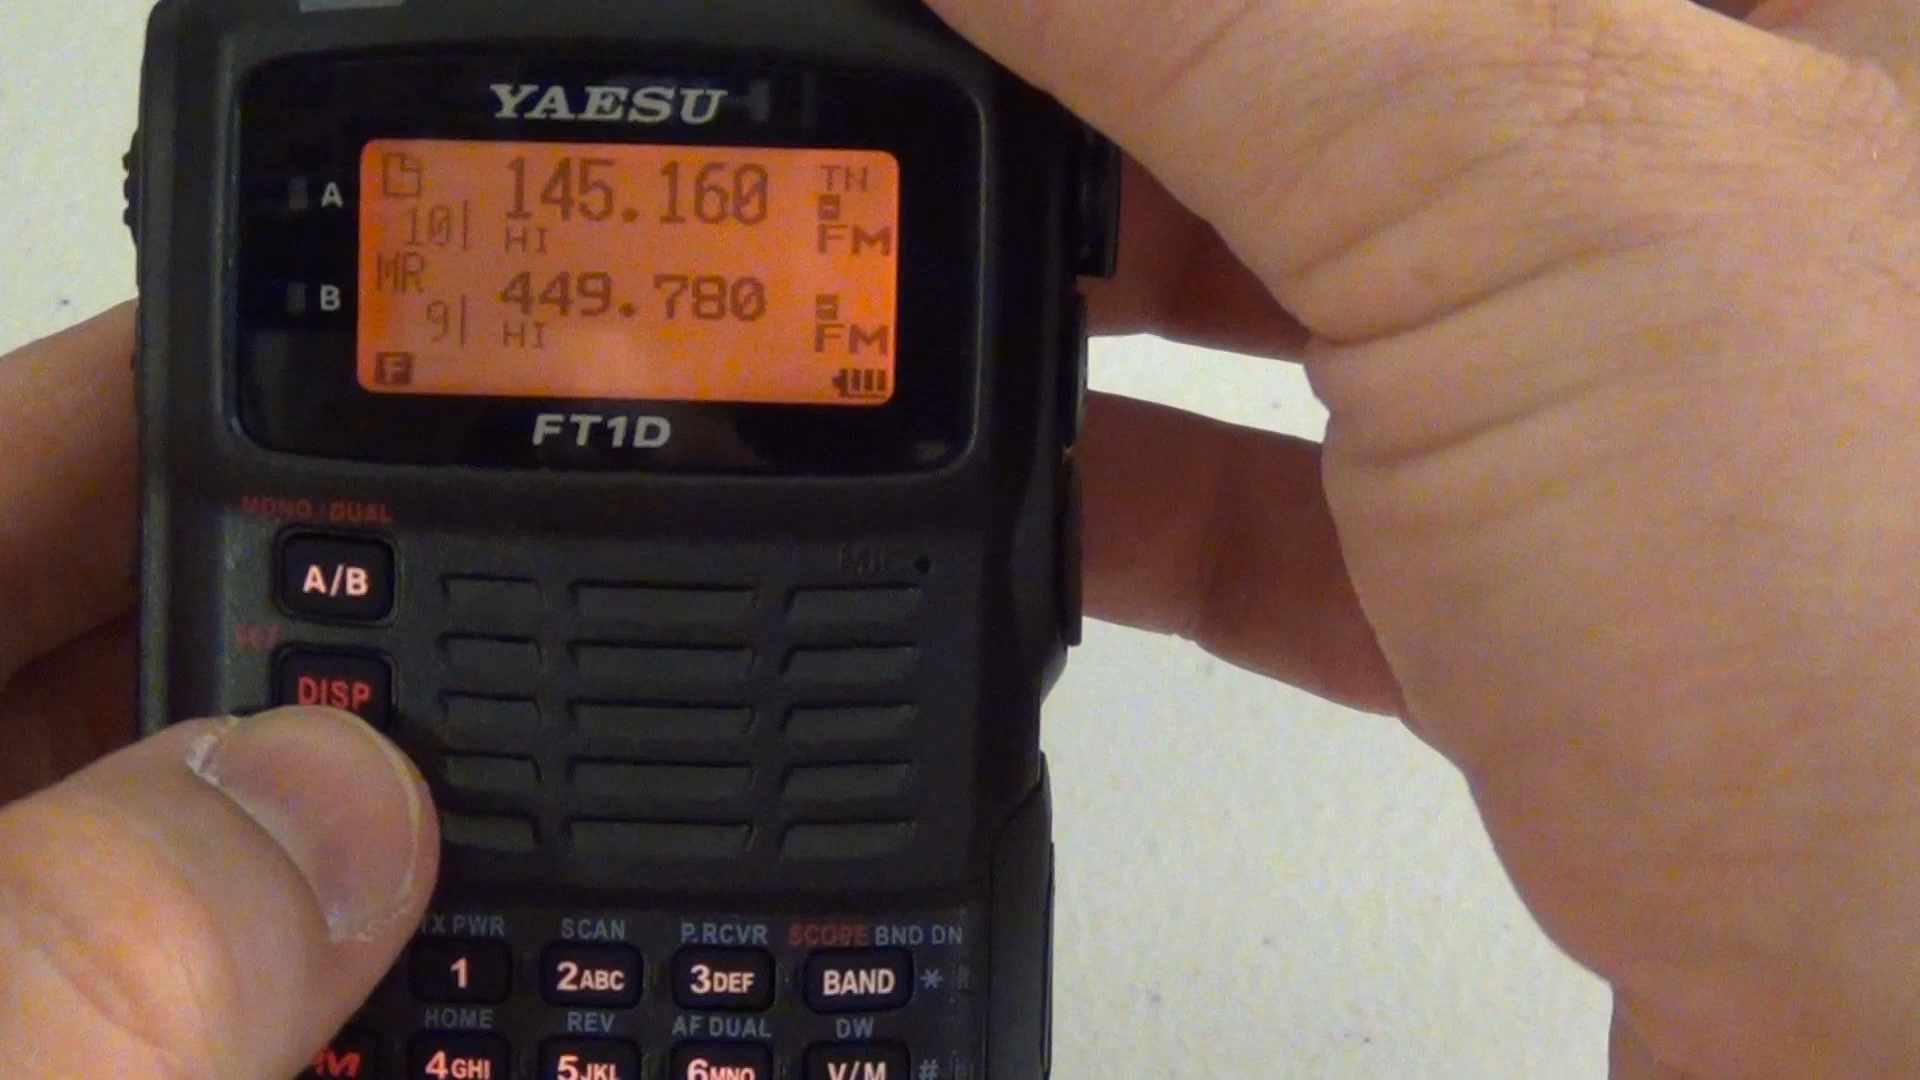 YAESU
A
145.160
TN
10
HI
FM
MR
B
449.780
9
HI
FM
F
FT1D
MONO/DUAL
A/B
DISP
TX PWR
SCAN
P.RCVR
SCOPE BND DN
1
2ABC
3DEF
BAND
*
HOME
REV
AF DUAL
DW
4GHI
5JKL
6MNO
V/M
#